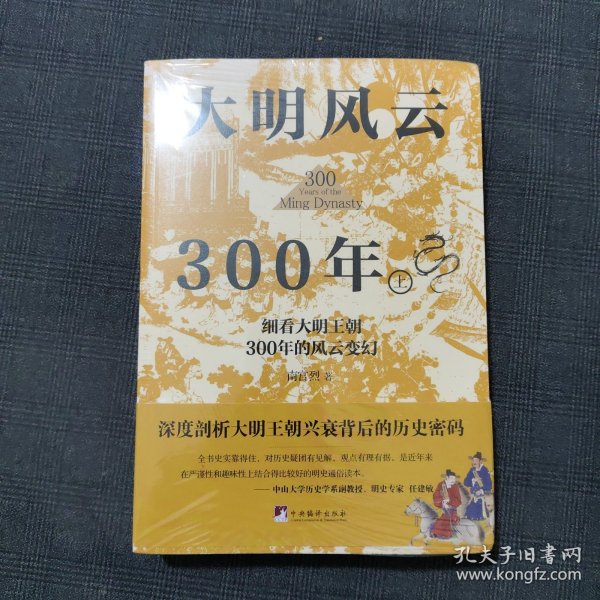 大明风云
300
Years of the
Ming Dynasty
300年 上
细看大明王朝
300年的风云变幻
南宫烈 著
深度剖析大明王朝兴衰背后的历史密码
全书史实靠得住，对历史疑团有见解，观点有理有据，是近年来
在严谨性和趣味性上结合得比较好的明史通俗读本。
——中山大学历史学系副教授、明史专家 任建敏
中央编译出版社
孔夫子旧书网
www.kongfz.com